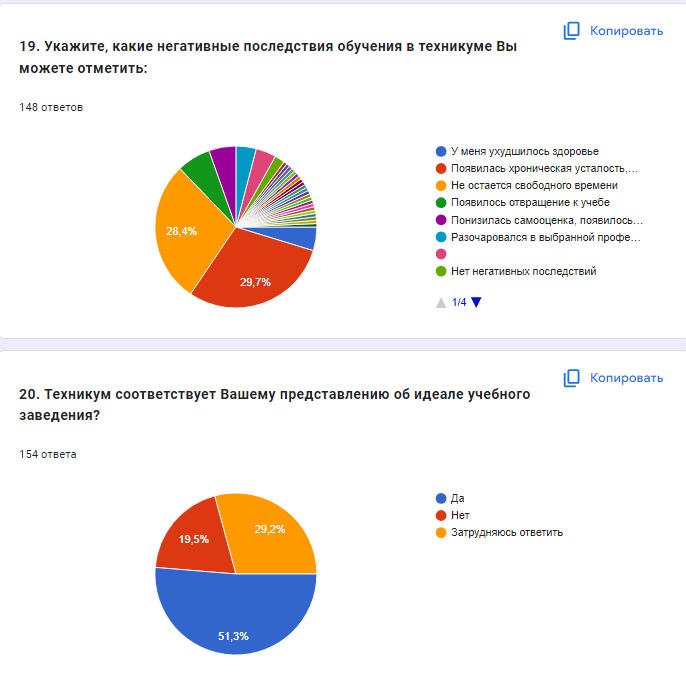 Копировать
19. Укажите, какие негативные последствия обучения в техникуме Вы
можете отметить:
148 ответов
28,4%
29,7%
У меня ухудшилось здоровье
Появилась хроническая усталость,...
Не остается свободного времени
Появилось отвращение к учебе
Понизилась самооценка, появилось...
Разочаровался в выбранной профе...
Нет негативных последствий
1/4
Копировать
20. Техникум соответствует Вашему представлению об идеале учебного
заведения?
154 ответа
29,2%
19,5%
51,3%
Да
Нет
Затрудняюсь ответить